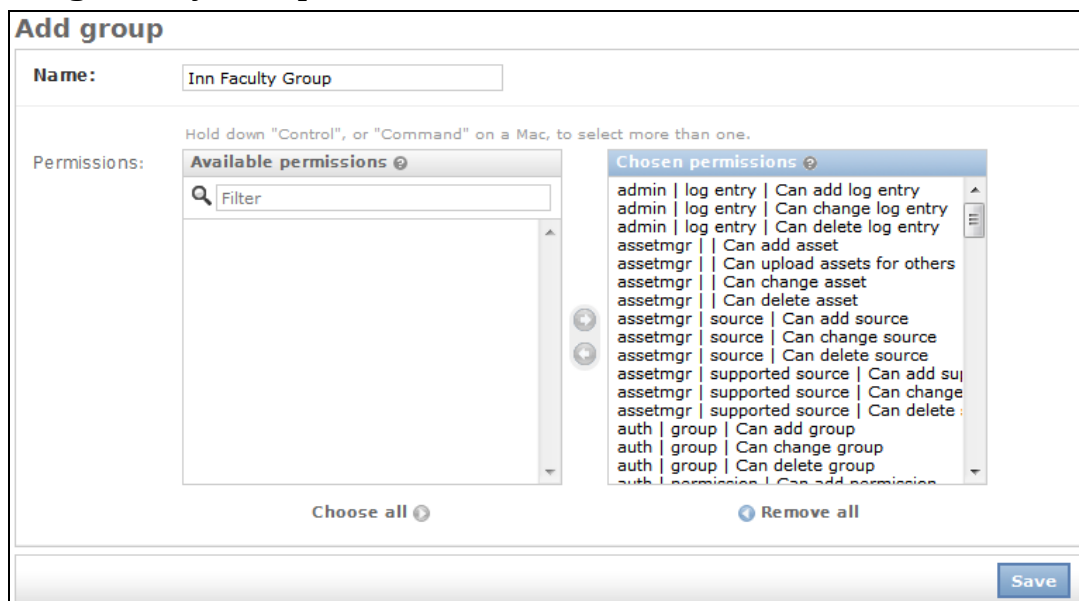 Add group
Name:
Inn Faculty Group
Hold down "Control", or "Command" on a Mac, to select more than one.
Permissions:
Available permissions
Filter
Choose all
Chosen permissions
admin | log entry | Can add log entry
admin | log entry | Can change log entry
admin | log entry | Can delete log entry
assetmgr | | Can add asset
assetmgr | | Can upload assets for others
assetmgr | | Can change asset
assetmgr | | Can delete asset
assetmgr | source | Can add source
assetmgr | source | Can change source
assetmgr | source | Can delete source
assetmgr | supported source | Can add
assetmgr | supported source | Can change
assetmgr | supported source | Can delete
auth | group | Can add group
auth | group | Can change group
auth | group | Can delete group
auth | permission | Can add permission
Remove all
Save